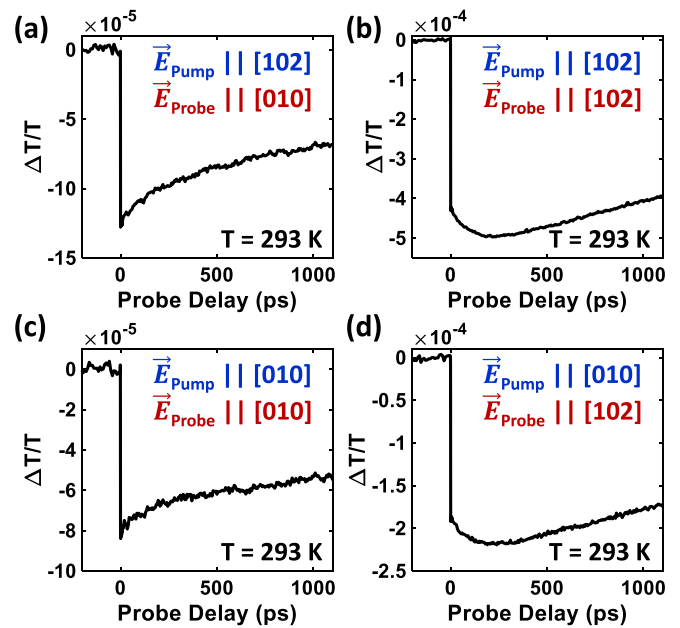 (a)
×10⁻⁵
E⃗Pump || [102]
E⃗Probe || [010]
0
-5
-10
-15
ΔT/T
T = 293 K
0
500
1000
Probe Delay (ps)
(b)
×10⁻⁴
E⃗Pump || [102]
E⃗Probe || [102]
0
-1
-2
-3
-4
-5
ΔT/T
T = 293 K
0
500
1000
Probe Delay (ps)
(c)
×10⁻⁵
E⃗Pump || [010]
E⃗Probe || [010]
0
-2
-4
-6
-8
-10
ΔT/T
T = 293 K
0
500
1000
Probe Delay (ps)
(d)
×10⁻⁴
E⃗Pump || [010]
E⃗Probe || [102]
0
-0.5
-1
-1.5
-2
-2.5
ΔT/T
T = 293 K
0
500
1000
Probe Delay (ps)